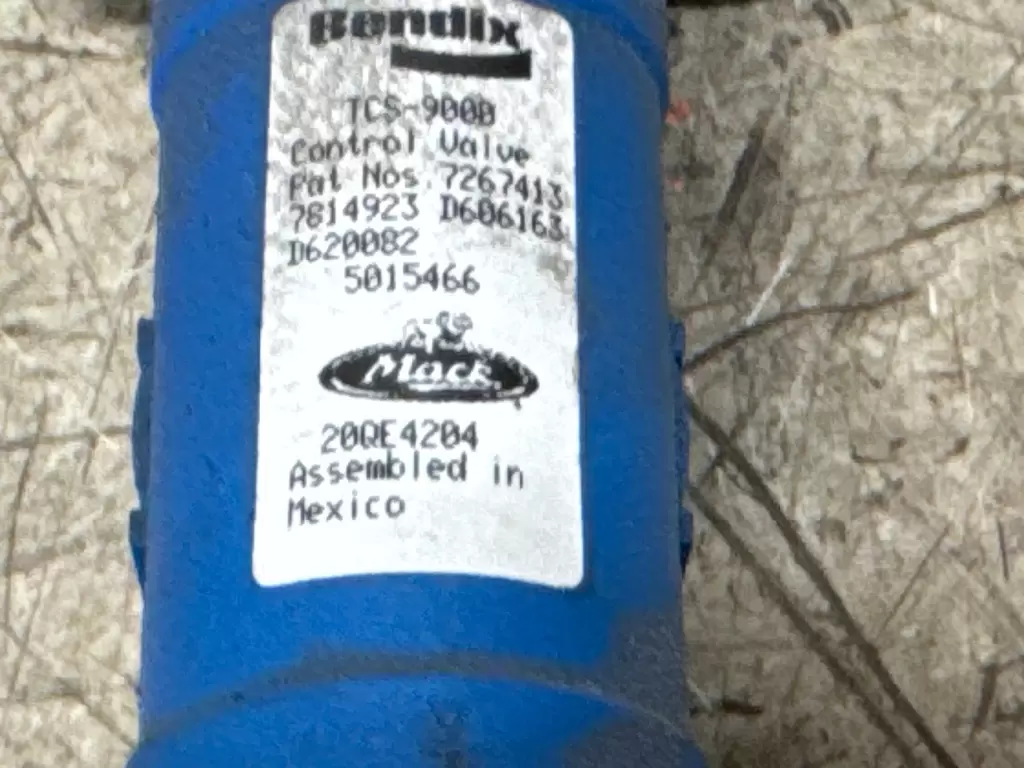 Bendix
TCS-9000
Control Valve
Pat Nos 7267413
7814923 D606163
D620082
5015466
Mack
20QE4204
Assembled in
Mexico